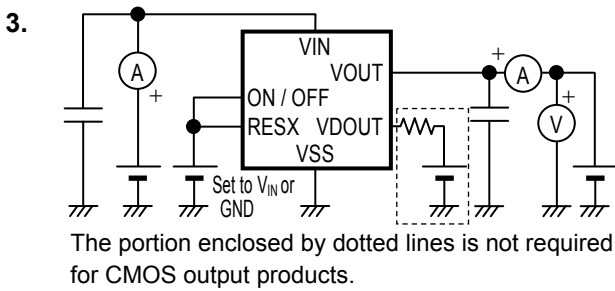 3.
VIN
VOUT
+
A
A
+
+
ON / OFF
RESX VDOUT
V
VSS
Set to VIN or
GND
The portion enclosed by dotted lines is not required
for CMOS output products.